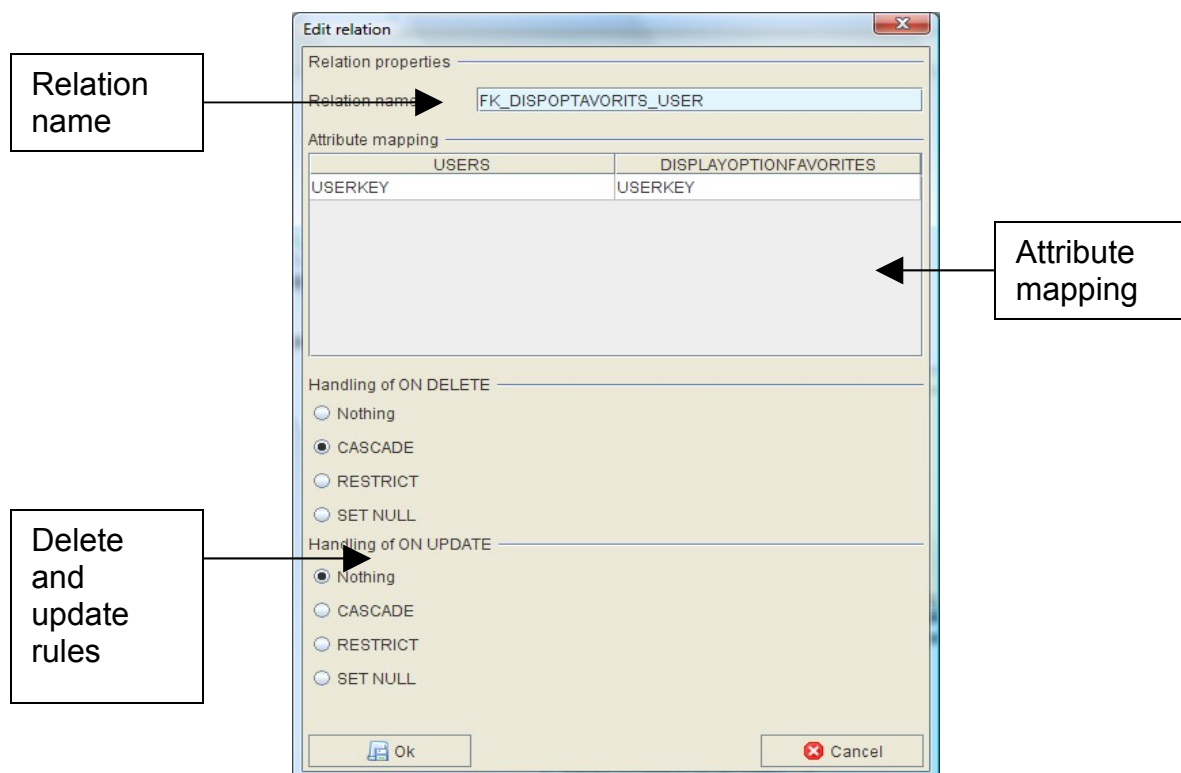 Edit relation
Relation properties
Relation name
FK_DISPOPTAVORITS_USER
Attribute mapping
USERS DISPLAYOPTIONFAVORITES
USERKEY USERKEY
Handling of ON DELETE
Nothing
CASCADE
RESTRICT
SET NULL
Handling of ON UPDATE
Nothing
CASCADE
RESTRICT
SET NULL
Ok Cancel
Relation
name
Attribute
mapping
Delete
and
update
rules